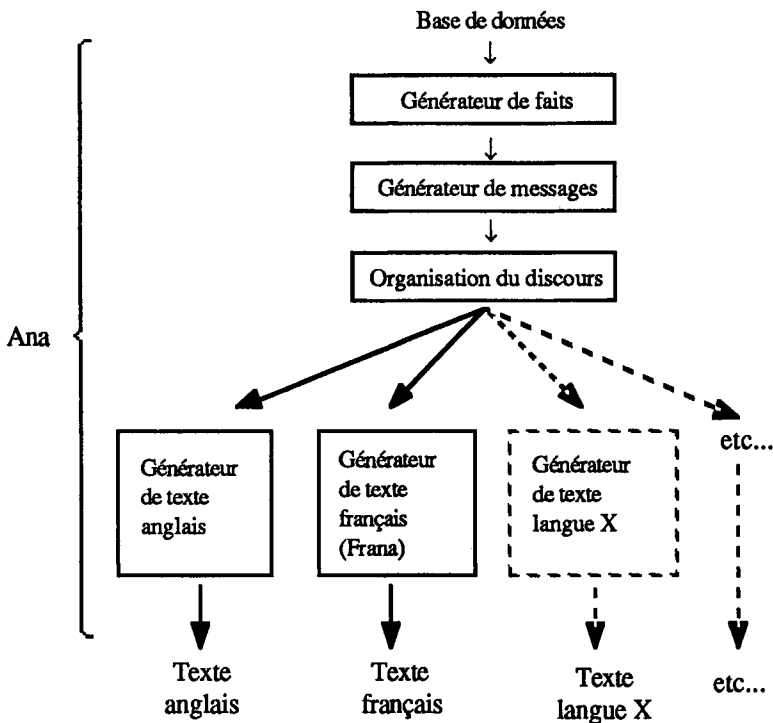 Base de données
↓
Générateur de faits
↓
Générateur de messages
↓
Organisation du discours
Ana
Générateur
de texte
anglais
Générateur
de texte
français
(Frana)
Générateur
de texte
langue X
etc...
Texte
anglais
Texte
français
Texte
langue X
etc...